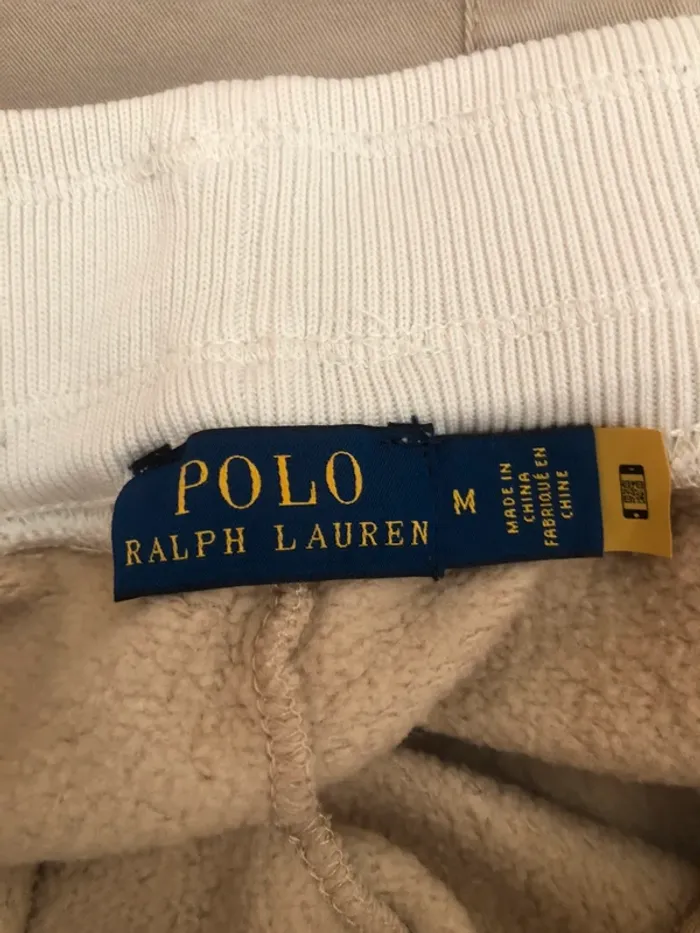 POLO
RALPH LAUREN
M
MADE IN
CHINA
FABRIQUÉ EN
CHINE